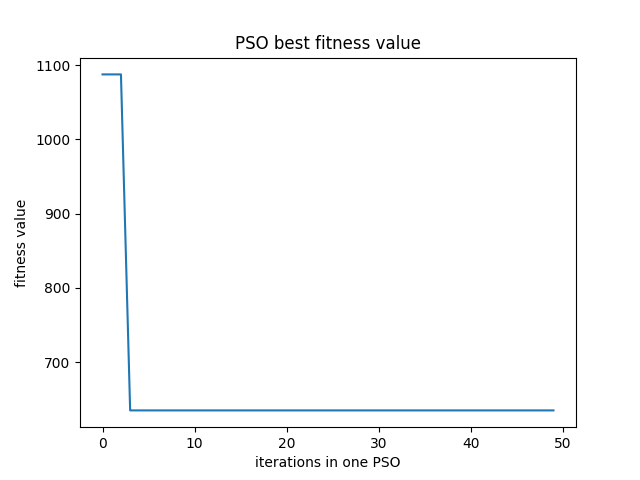 PSO best fitness value
1100
1000
900
800
700
fitness value
0 10 20 30 40 50
iterations in one PSO